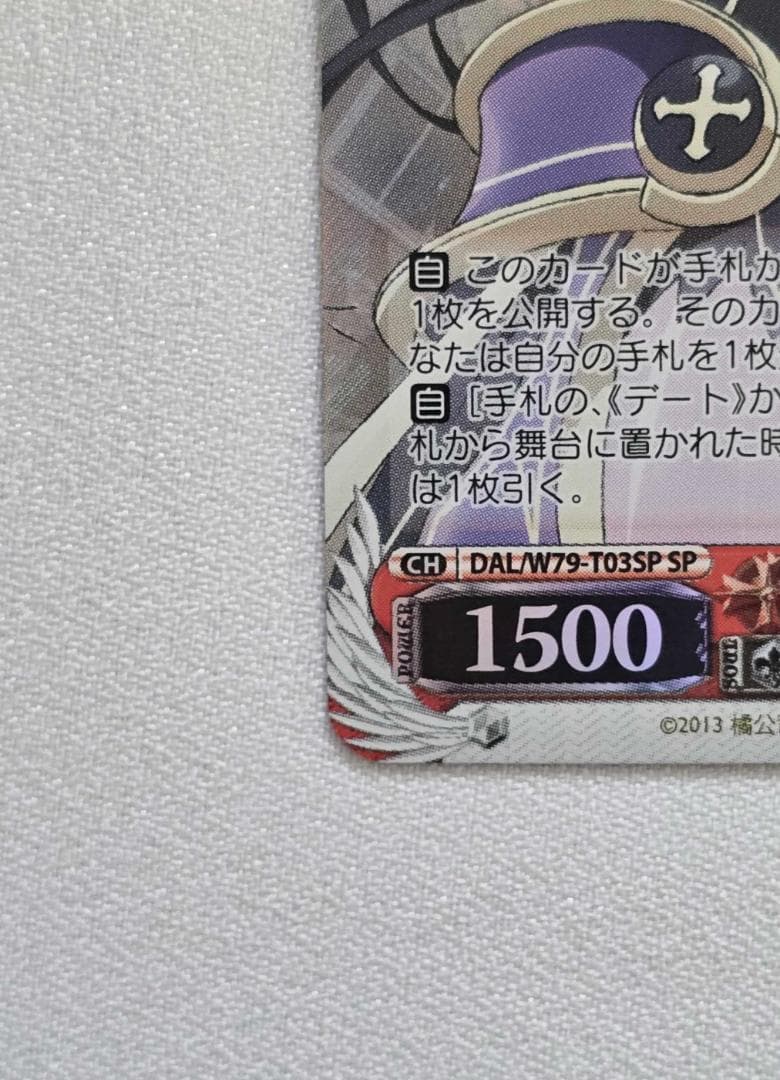 自 このカードが手札か
1枚を公開する。そのカ
なたは自分の手札を1枚
自 [手札の、《デート》か
札から舞台に置かれた時
は1枚引く。
CH DAL/W79-T03SP SP
POWER 1500 SOUL
©2013 橘公